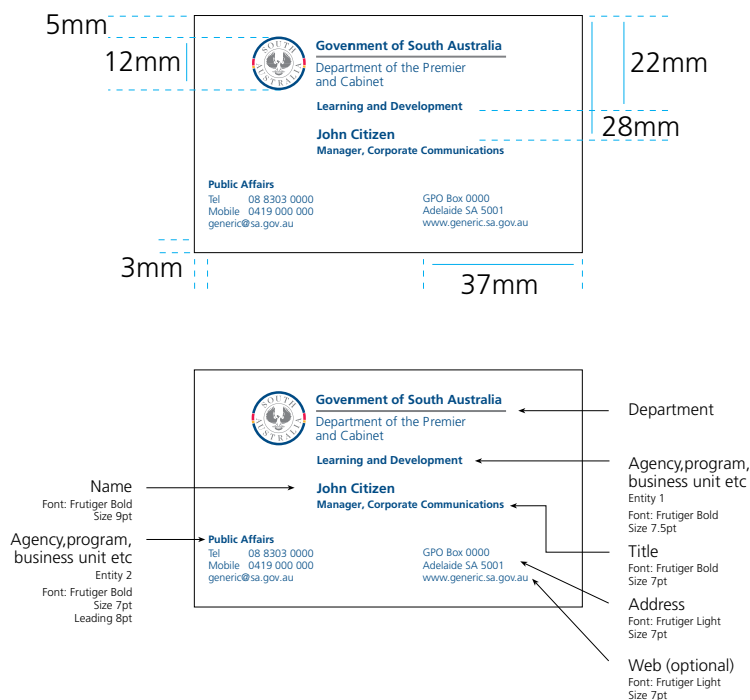 5mm
12mm
22mm
28mm
3mm
37mm
SOUTH AUSTRALIA
Govenment of South Australia
Department of the Premier
and Cabinet
Learning and Development
John Citizen
Manager, Corporate Communications
Public Affairs
Tel 08 8303 0000
Mobile 0419 000 000
generic@sa.gov.au
GPO Box 0000
Adelaide SA 5001
www.generic.sa.gov.au
SOUTH AUSTRALIA
Govenment of South Australia
Department of the Premier
and Cabinet
Learning and Development
John Citizen
Manager, Corporate Communications
Public Affairs
Tel 08 8303 0000
Mobile 0419 000 000
generic@sa.gov.au
GPO Box 0000
Adelaide SA 5001
www.generic.sa.gov.au
Name
Font: Frutiger Bold
Size 9pt
Agency,program,
business unit etc
Entity 2
Font: Frutiger Bold
Size 7pt
Leading 8pt
Department
Agency,program,
business unit etc
Entity 1
Font: Frutiger Bold
Size 7.5pt
Title
Font: Frutiger Bold
Size 7pt
Address
Font: Frutiger Light
Size 7pt
Web (optional)
Font: Frutiger Light
Size 7pt